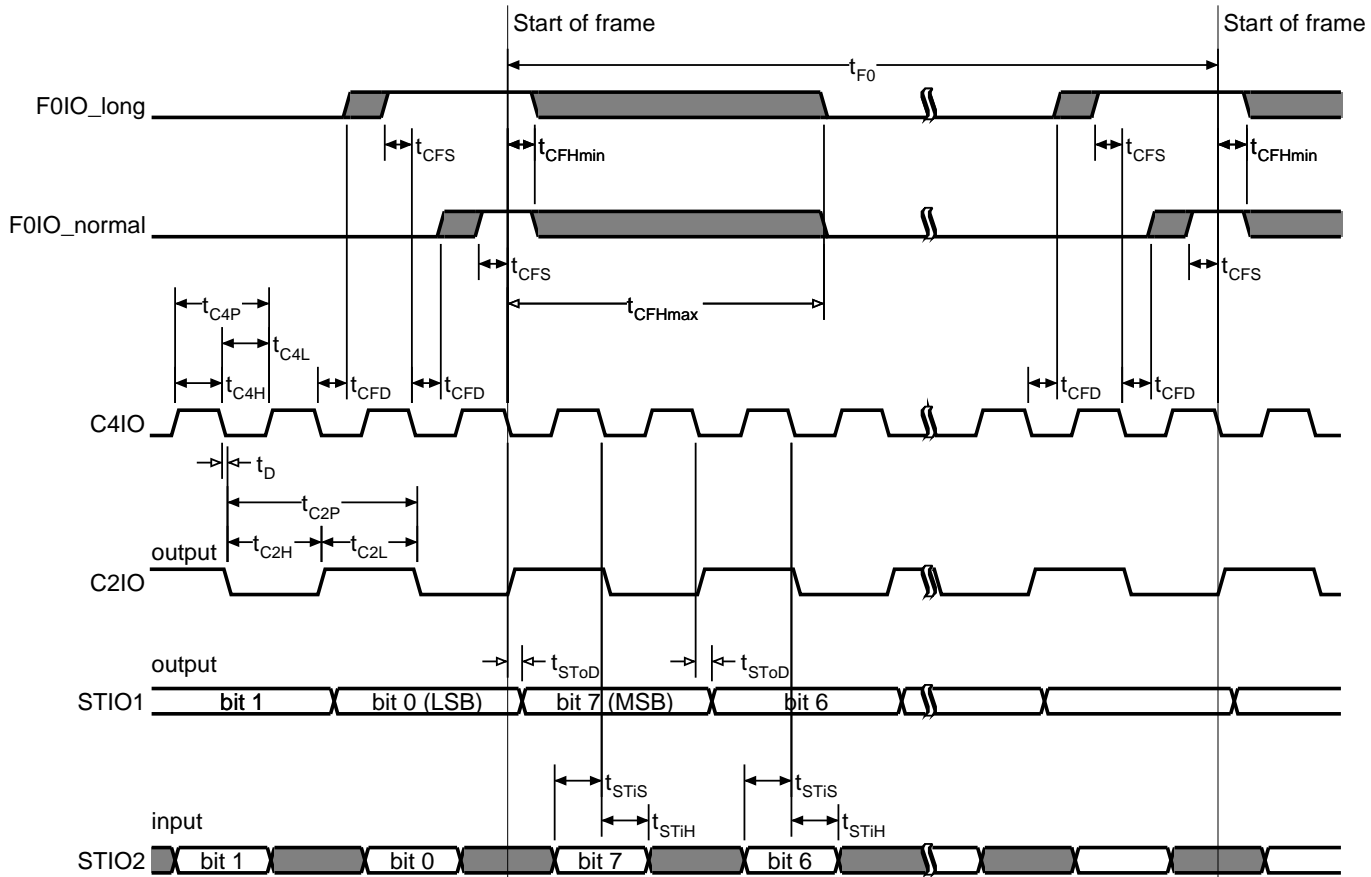 Start of frame
Start of frame
tF0
F0IO_long
tCFS
tCFHmin
tCFS
tCFHmin
F0IO_normal
tCFS
tCFS
tC4P
tCFHmax
tC4L
tC4H
tCFD
tCFD
tCFD
tCFD
C4IO
tD
tC2P
output
tC2H
tC2L
C2IO
output
tSToD
tSToD
STIO1
bit 1
bit 0 (LSB)
bit 7 (MSB)
bit 6
tSTiS
tSTiS
input
tSTiH
tSTiH
STIO2
bit 1
bit 0
bit 7
bit 6